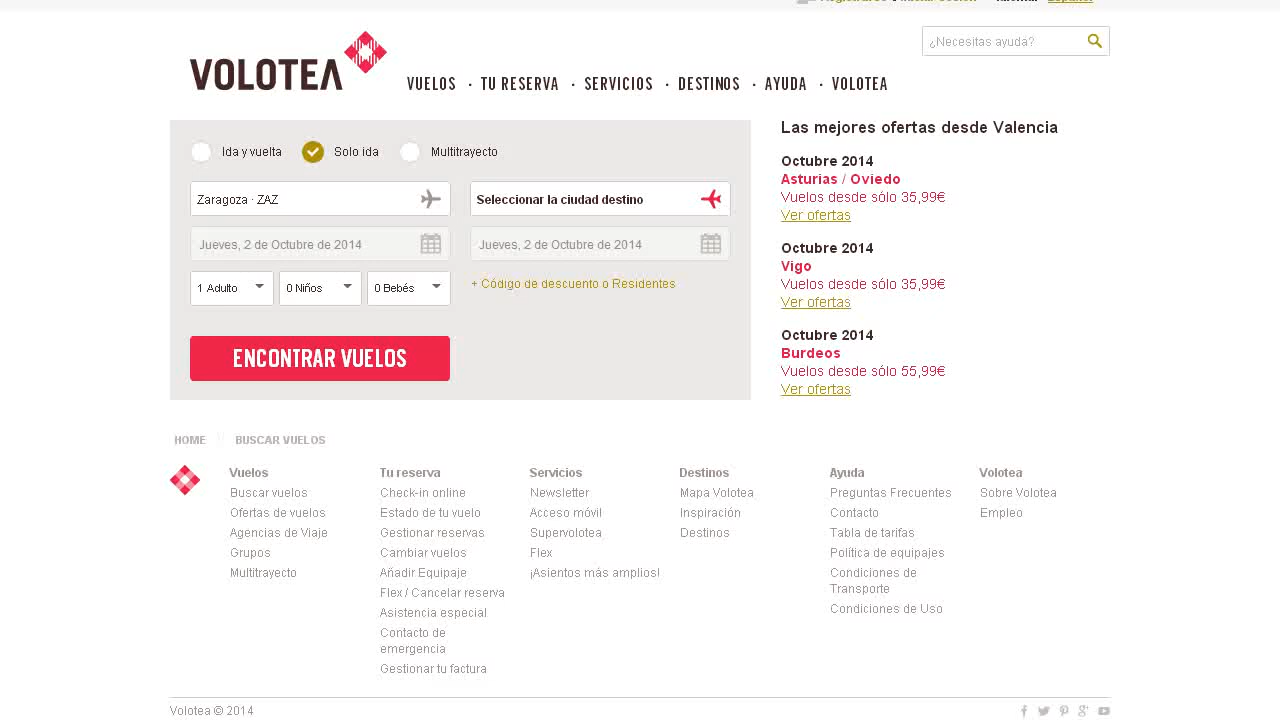 Registrarse o Iniciar sesión
Idioma:
Español
¿Necesitas ayuda?
VOLOTEA
VUELOS · TU RESERVA · SERVICIOS · DESTINOS · AYUDA · VOLOTEA
Ida y vuelta
Solo ida
Multitrayecto
Zaragoza · ZAZ
Seleccionar la ciudad destino
Jueves, 2 de Octubre de 2014
Jueves, 2 de Octubre de 2014
1 Adulto
0 Niños
0 Bebés
+ Código de descuento o Residentes
ENCONTRAR VUELOS
Las mejores ofertas desde Valencia
Octubre 2014
Asturias / Oviedo
Vuelos desde sólo 35,99€
Ver ofertas
Octubre 2014
Vigo
Vuelos desde sólo 35,99€
Ver ofertas
Octubre 2014
Burdeos
Vuelos desde sólo 55,99€
Ver ofertas
HOME
BUSCAR VUELOS
Vuelos
Buscar vuelos
Ofertas de vuelos
Agencias de Viaje
Grupos
Multitrayecto
Tu reserva
Check-in online
Estado de tu vuelo
Gestionar reservas
Cambiar vuelos
Añadir Equipaje
Flex / Cancelar reserva
Asistencia especial
Contacto de
emergencia
Gestionar tu factura
Servicios
Newsletter
Acceso móvil
Supervolotea
Flex
¡Asientos más amplios!
Destinos
Mapa Volotea
Inspiración
Destinos
Ayuda
Preguntas Frecuentes
Contacto
Tabla de tarifas
Política de equipajes
Condiciones de
Transporte
Condiciones de Uso
Volotea
Sobre Volotea
Empleo
Volotea © 2014